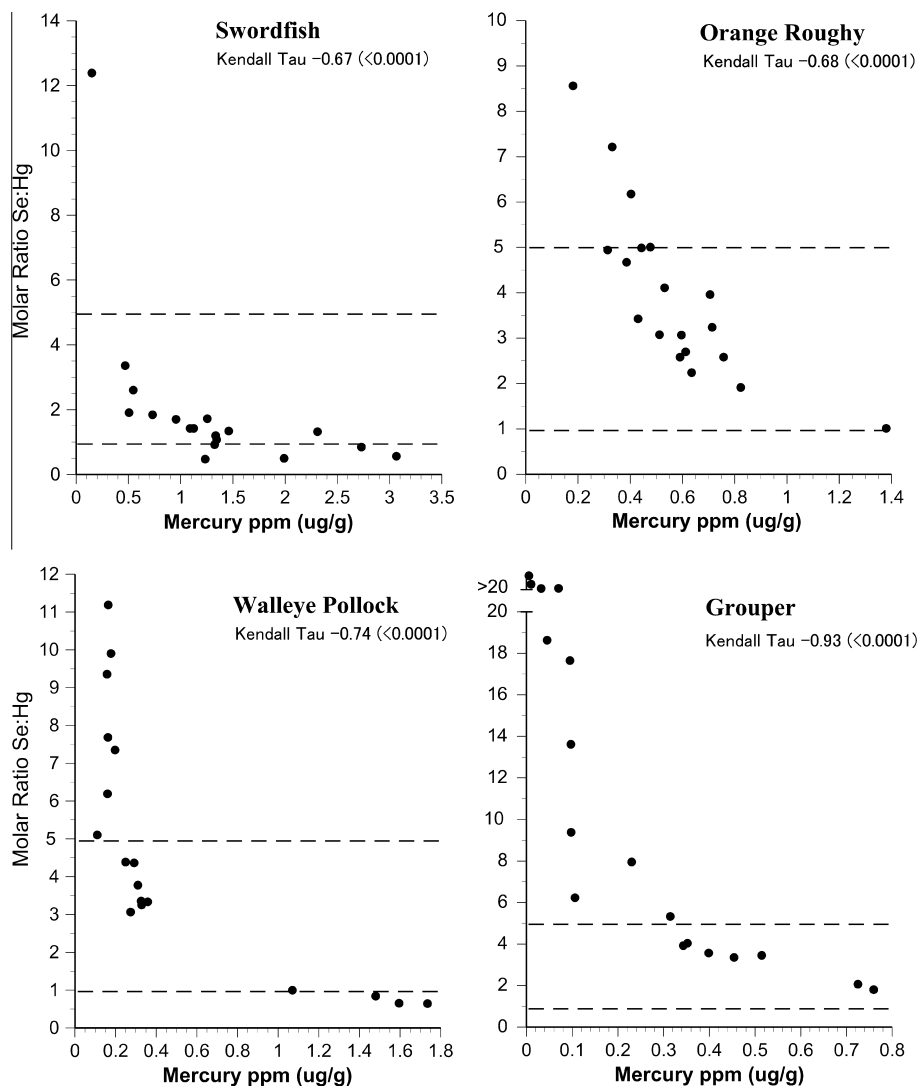 Swordfish
Kendall Tau -0.67 (<0.0001)
Molar Ratio Se:Hg
14
12
10
8
6
4
2
0
0 0.5 1 1.5 2 2.5 3 3.5
Mercury ppm (ug/g)
Orange Roughy
Kendall Tau -0.68 (<0.0001)
10
9
8
7
6
5
4
3
2
1
0
0 0.2 0.4 0.6 0.8 1 1.2 1.4
Mercury ppm (ug/g)
Walleye Pollock
Kendall Tau -0.74 (<0.0001)
Molar Ratio Se:Hg
12
11
10
9
8
7
6
5
4
3
2
1
0
0 0.2 0.4 0.6 0.8 1 1.2 1.4 1.6 1.8
Mercury ppm (ug/g)
Grouper
Kendall Tau -0.93 (<0.0001)
>20
20
18
16
14
12
10
8
6
4
2
0
0 0.1 0.2 0.3 0.4 0.5 0.6 0.7 0.8
Mercury ppm (ug/g)